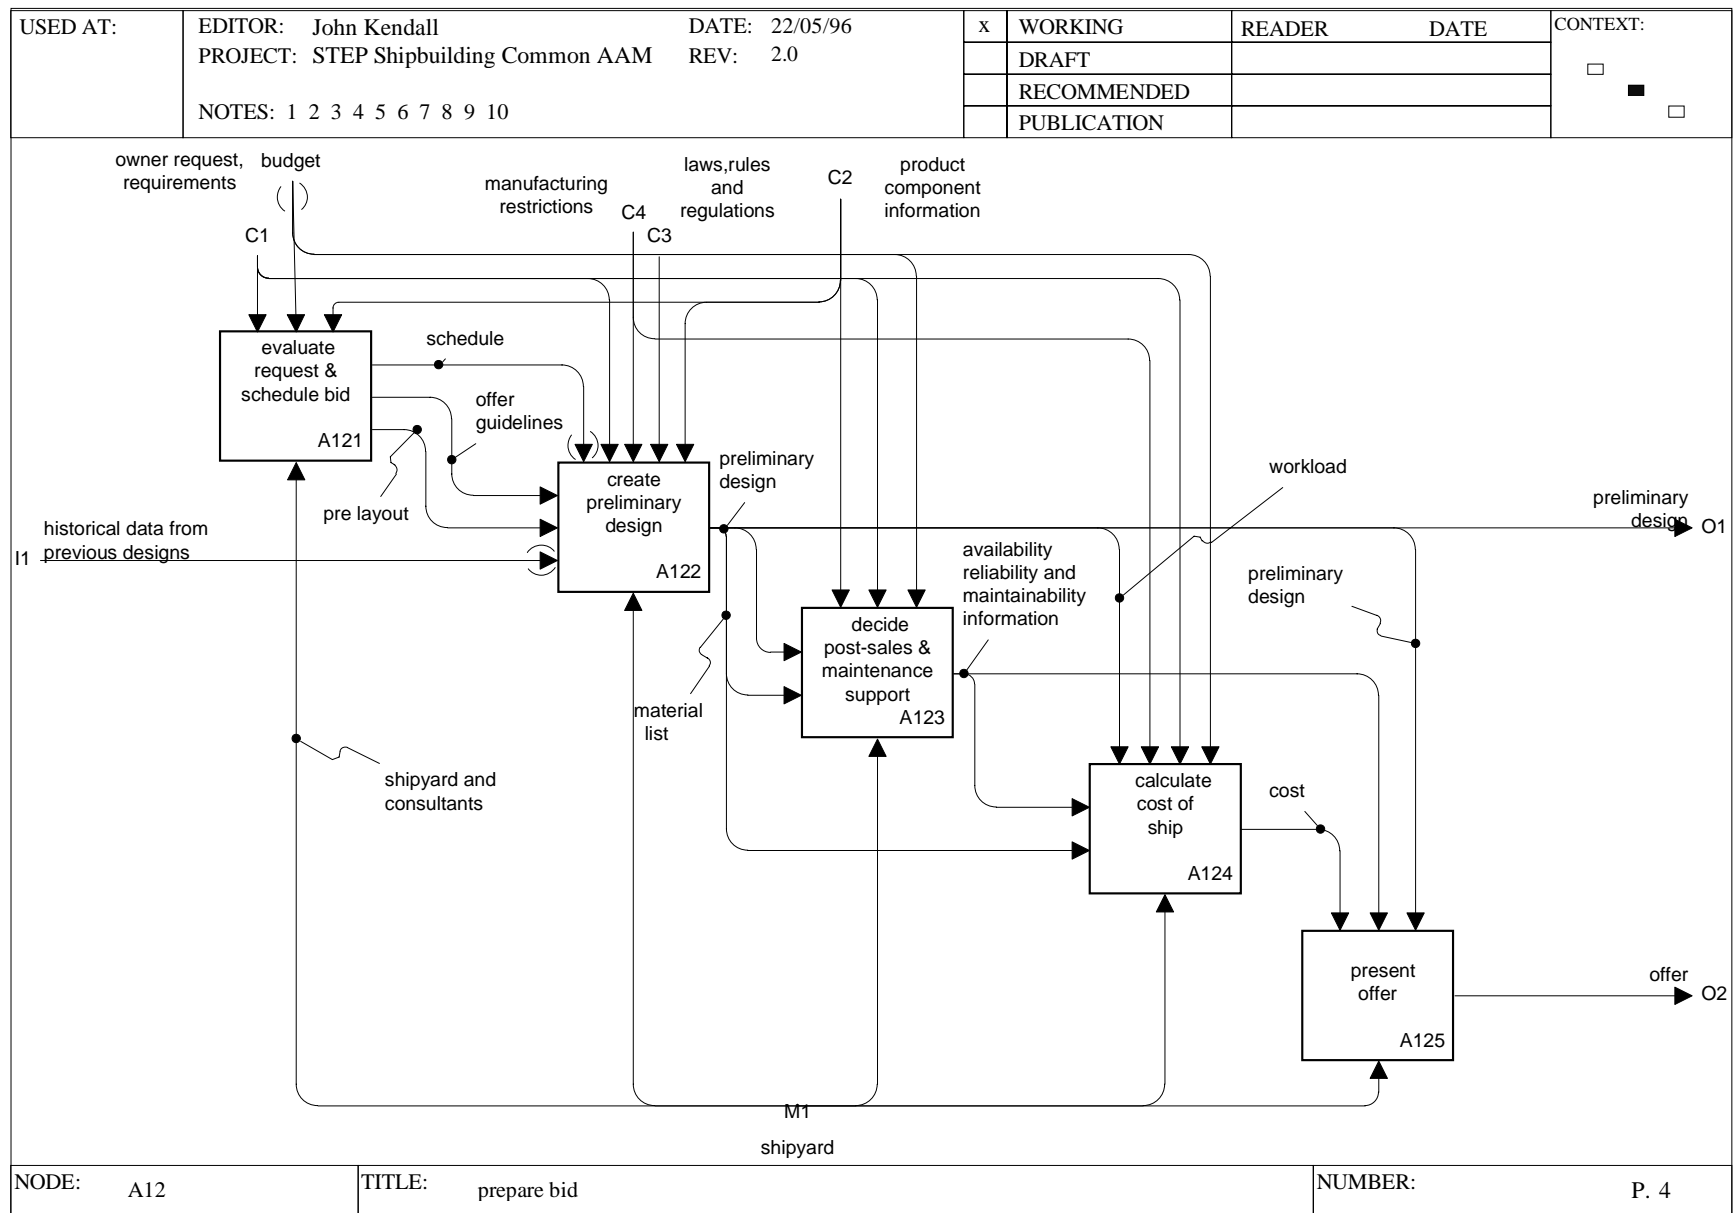 USED AT:
EDITOR: John Kendall
DATE: 22/05/96
PROJECT: STEP Shipbuilding Common AAM
REV: 2.0
NOTES: 1 2 3 4 5 6 7 8 9 10
x WORKING
DRAFT
RECOMMENDED
PUBLICATION
READER DATE
CONTEXT:
owner request,
requirements
budget
C1
manufacturing
restrictions
C4
C3
laws,rules
and
regulations
C2
product
component
information
evaluate
request &
schedule bid
A121
schedule
offer
guidelines
pre layout
historical data from
previous designs
I1
create
preliminary
design
A122
preliminary
design
workload
preliminary
design
O1
availability
reliability and
maintainability
information
preliminary
design
decide
post-sales &
maintenance
support
A123
material
list
shipyard and
consultants
calculate
cost of
ship
A124
cost
present
offer
A125
offer
O2
M1
shipyard
NODE: A12
TITLE: prepare bid
NUMBER: P. 4